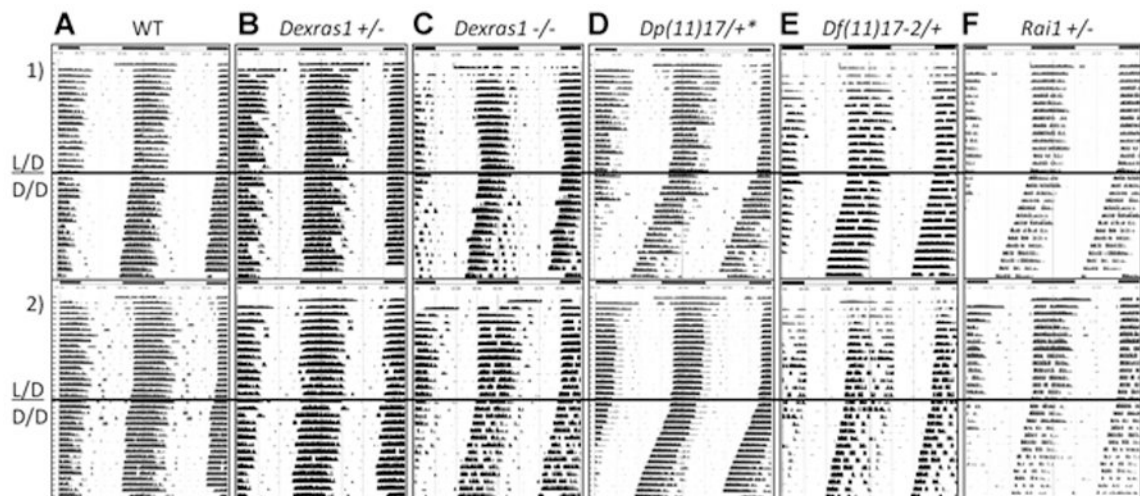 A WT B Dexras1 +/- C Dexras1 -/- D Dp(11)17/+* E Df(11)17-2/+ F Rai1 +/-
1)
L/D
D/D
2)
L/D
D/D